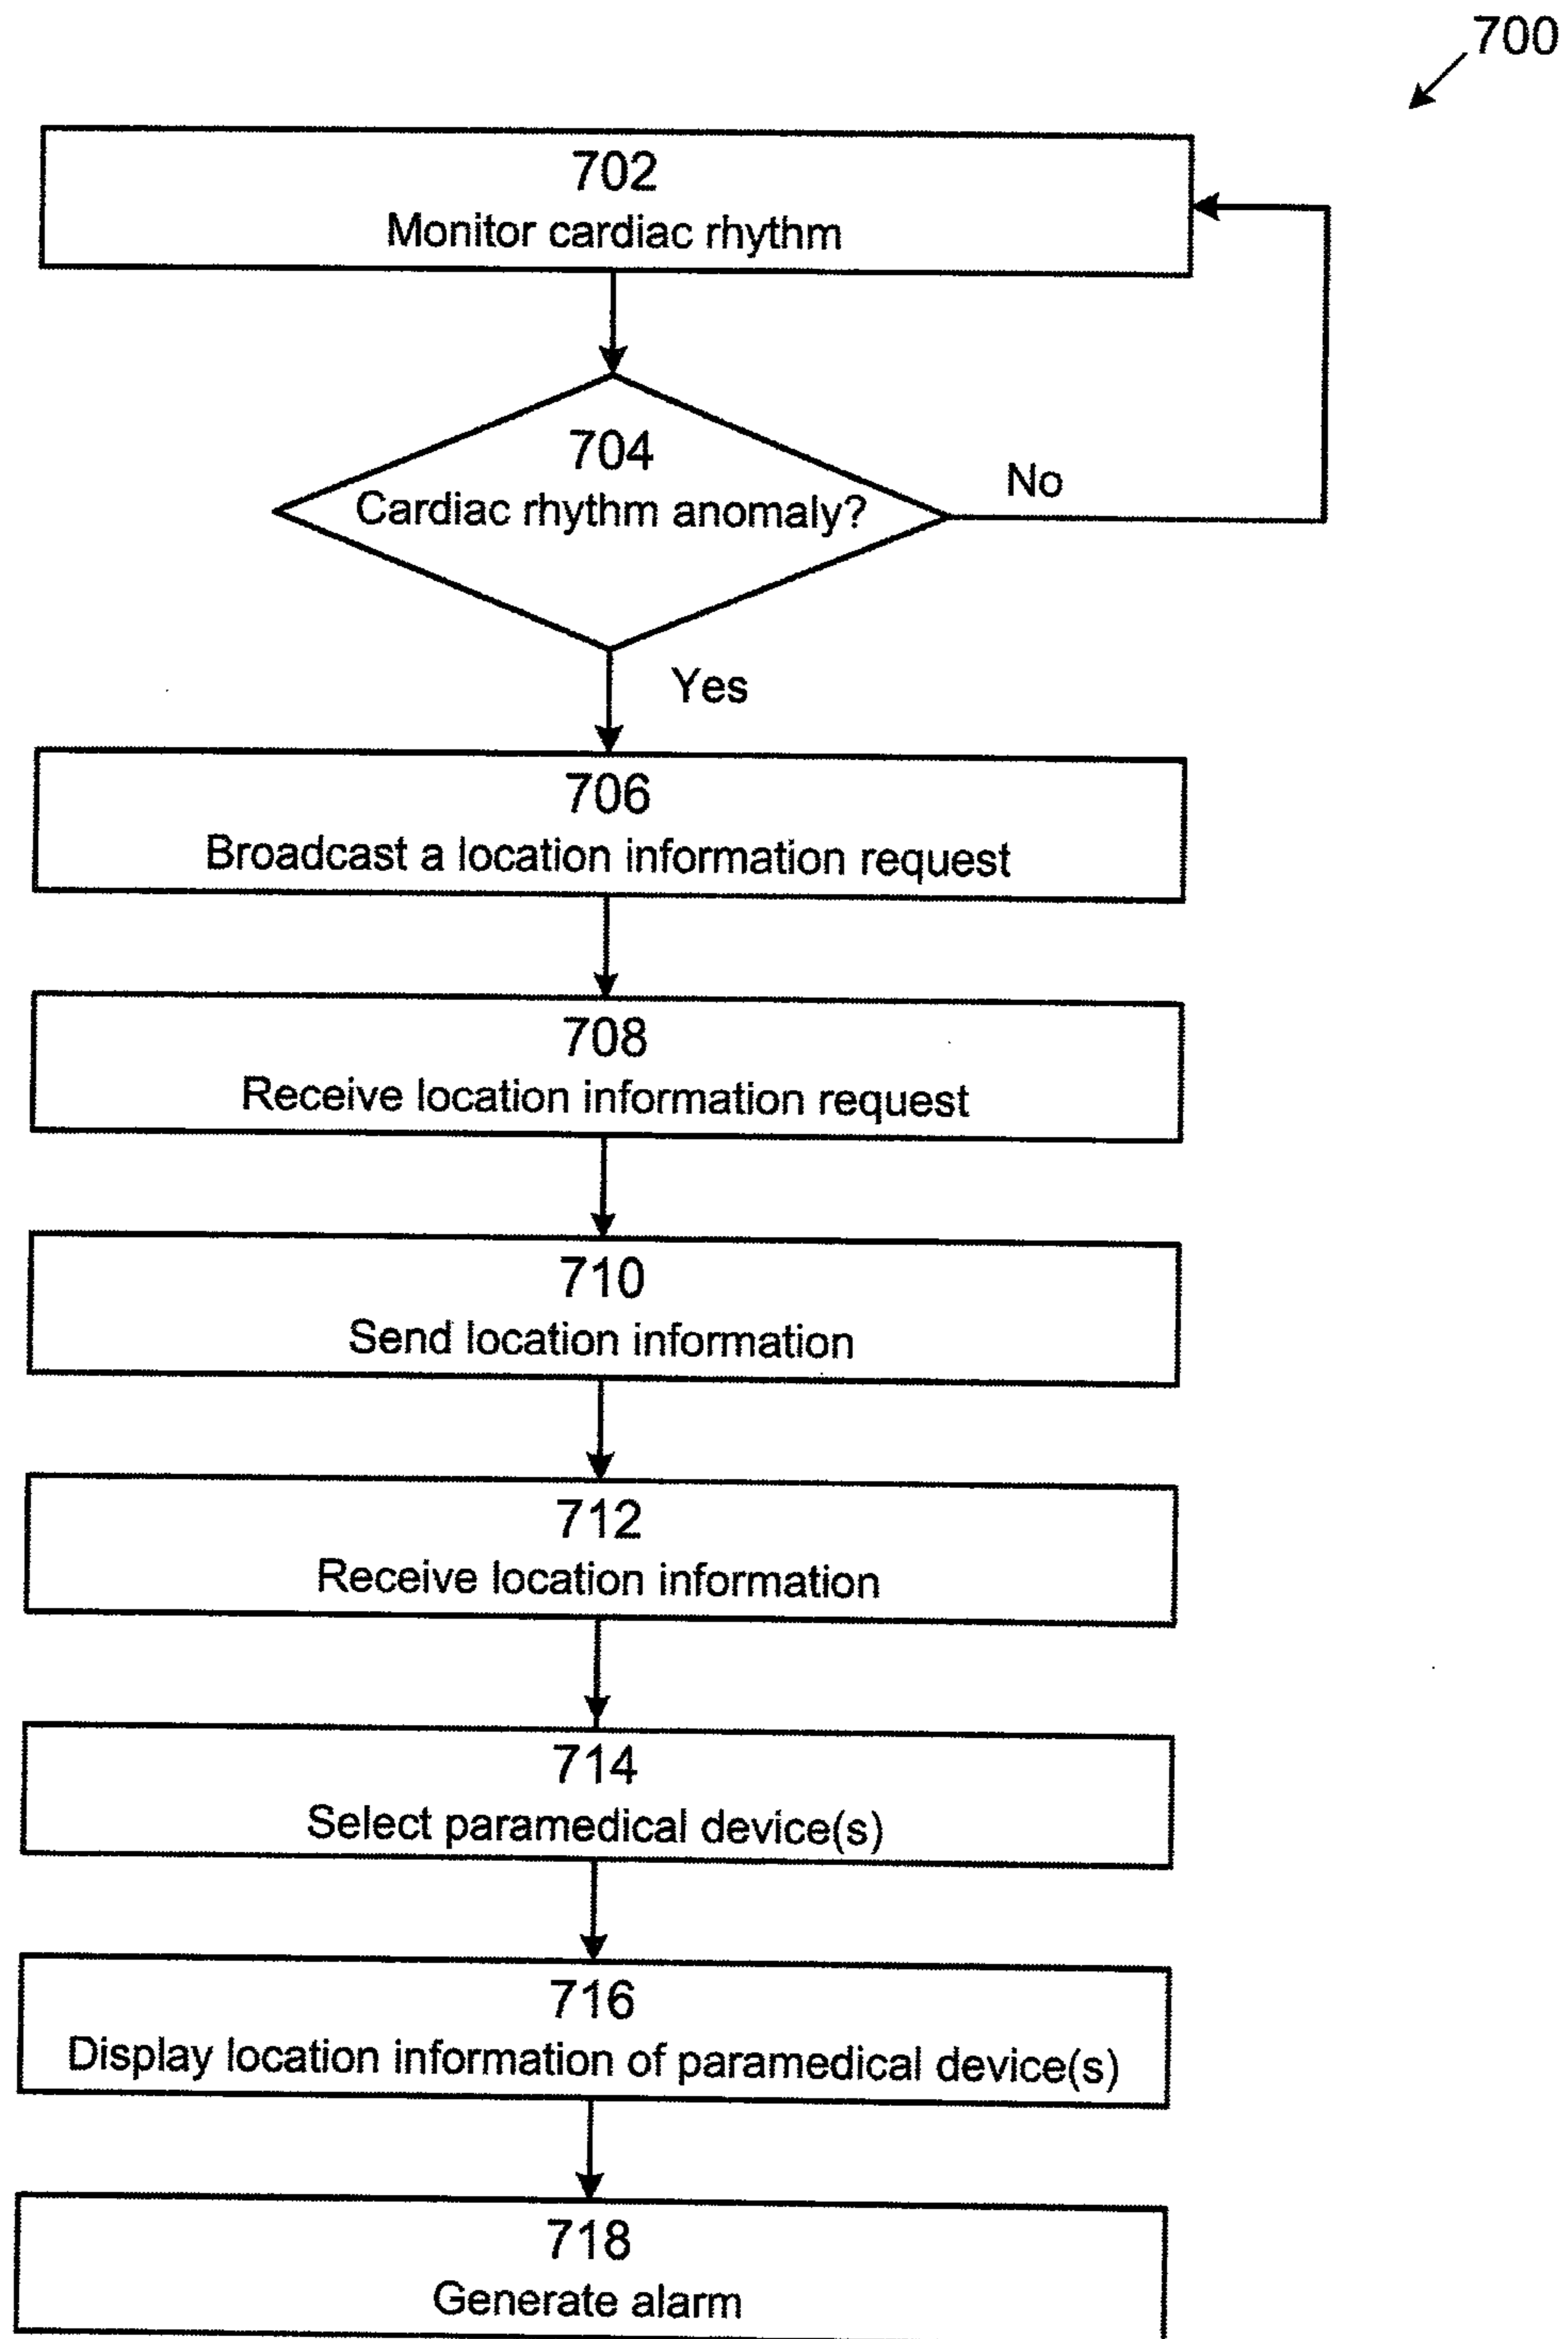 700
702
Monitor cardiac rhythm
704
Cardiac rhythm anomaly?
No
Yes
706
Broadcast a location information request
708
Receive location information request
710
Send location information
712
Receive location information
714
Select paramedical device(s)
716
Display location information of paramedical device(s)
718
Generate alarm